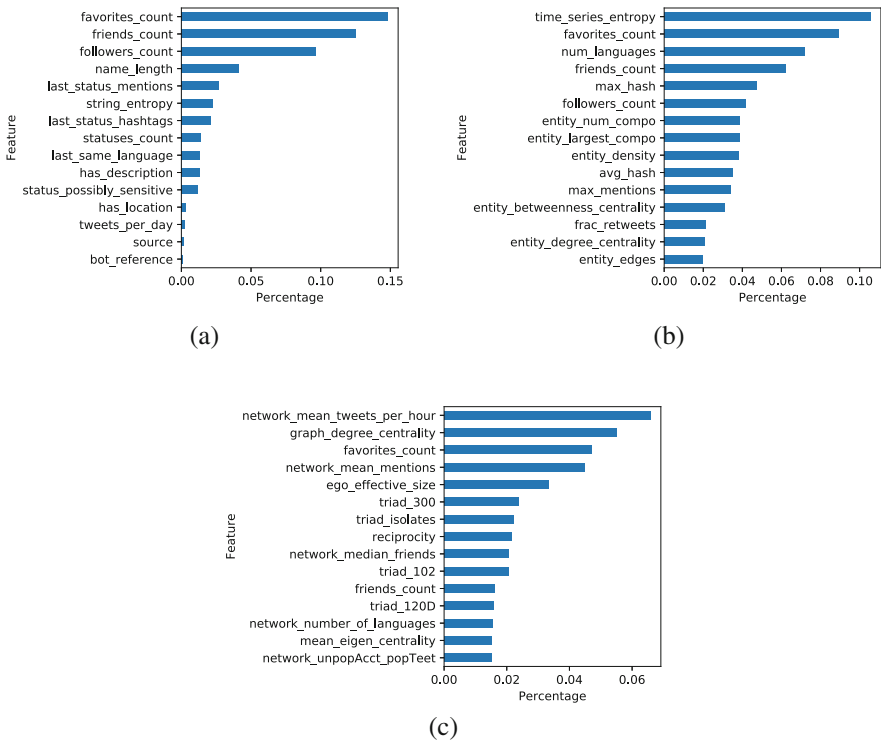 favorites_count
friends_count
followers_count
name_length
last_status_mentions
string_entropy
last_status_hashtags
statuses_count
last_same_language
has_description
status_possibly_sensitive
has_location
tweets_per_day
source
bot_reference
Feature
0.00 0.05 0.10 0.15
Percentage
(a)
time_series_entropy
favorites_count
num_languages
friends_count
max_hash
followers_count
entity_num_compo
entity_largest_compo
entity_density
avg_hash
max_mentions
entity_betweenness_centrality
frac_retweets
entity_degree_centrality
entity_edges
Feature
0.00 0.02 0.04 0.06 0.08 0.10
Percentage
(b)
network_mean_tweets_per_hour
graph_degree_centrality
favorites_count
network_mean_mentions
ego_effective_size
triad_300
triad_isolates
reciprocity
network_median_friends
triad_102
friends_count
triad_120D
network_number_of_languages
mean_eigen_centrality
network_unpopAcct_popTeet
Feature
0.00 0.02 0.04 0.06
Percentage
(c)